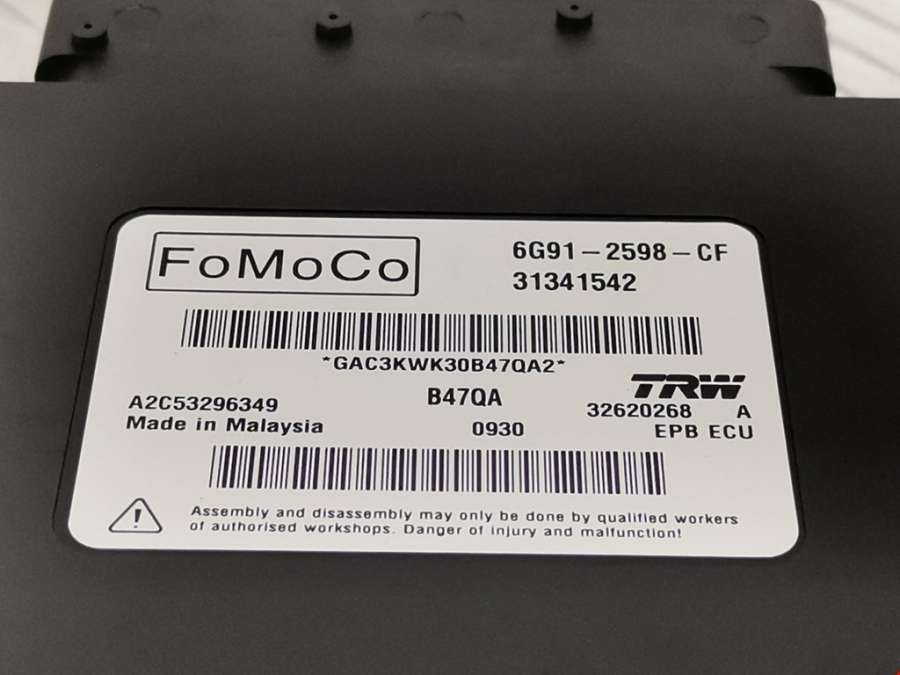 FoMoCo
6G91-2598-CF
31341542
*GAC3KWK30B47QA2*
TRW
A2C53296349
B47QA
32620268 A
Made in Malaysia
0930
EPB ECU
Assembly and disassembly may only be done by qualified workers
of authorised workshops. Danger of injury and malfunction!